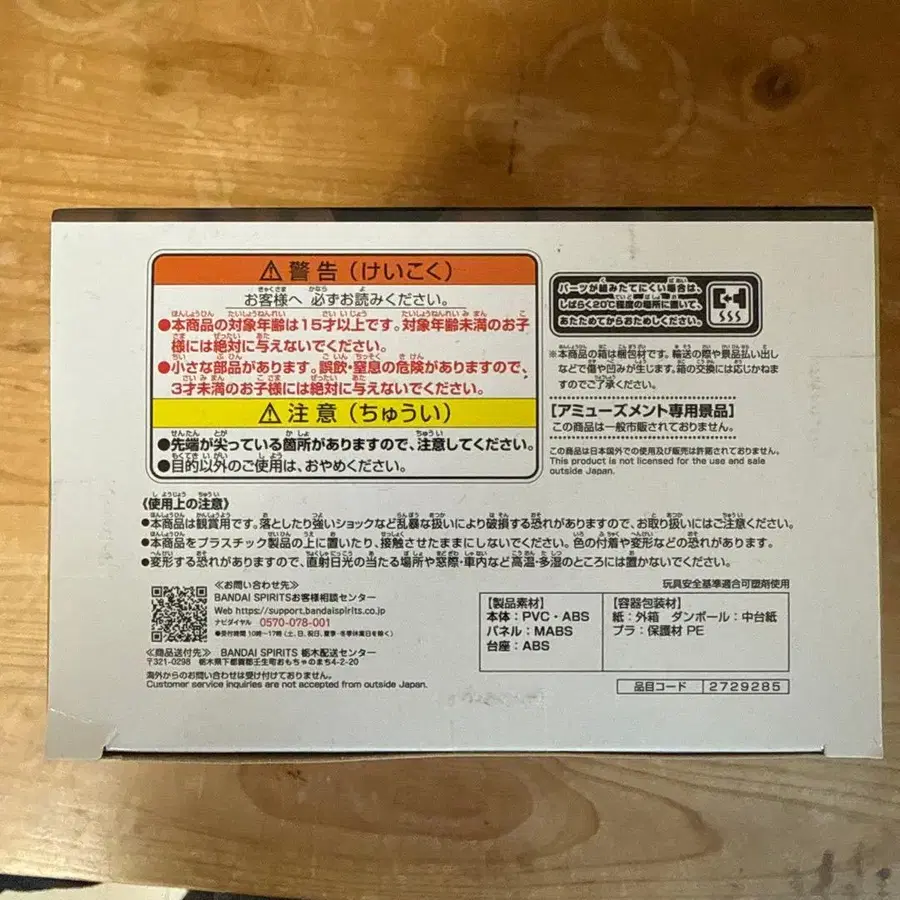 警告（けいこく）
お客様へ 必ずお読みください。
●本商品の対象年齢は15才以上です。対象年齢未満のお子
様には絶対に与えないでください。
●小さな部品があります。誤飲・窒息の危険がありますので、
3才未満のお子様には絶対に与えないでください。
注意（ちゅうい）
●先端が尖っている箇所がありますので、注意してください。
●目的以外のご使用は、おやめください。
パーツが組みたてにくい場合は、
しばらく20℃程度の場所に置いて、
あたためてからおためしください。
※本商品の箱は梱包材です。輸送の際や景品払い出し
などで傷や凹みが生じます。箱の交換には応じかねま
すのでご了承ください。
【アミューズメント専用景品】
この商品は一般市販されておりません。
この商品は日本国外での使用及び販売は許諾されておりません。
This product is not licensed for the use and sale
outside Japan.
《使用上の注意》
●本商品は観賞用です。落としたり強いショックなど乱暴な扱いにより破損する恐れがありますので、お取り扱いにはご注意ください。
●本商品をプラスチック製品の上に置いたり、接触させたままにしないでください。色の付着や変形などの恐れがあります。
●変形する恐れがありますので、直射日光の当たる場所や窓際・車内など高温・多湿のところには置かないでください。
≪お問い合わせ先≫
BANDAI SPIRITSお客様相談センター
Web https://support.bandaispirits.co.jp
ナビダイヤル 0570-078-001
●受付時間 10時～17時（土、日、祝日、夏季・冬季休業日を除く）
≪商品送付先≫ BANDAI SPIRITS 栃木配送センター
〒321-0298 栃木県下都賀郡壬生町おもちゃのまち4-2-20
海外からのお問い合わせは受け付けておりません。
Customer service inquiries are not accepted from outside Japan.
玩具安全基準適合可塑剤使用
【製品素材】
本体：PVC・ABS
パネル：MABS
台座：ABS
【容器包装材】
紙：外箱 ダンボール：中台紙
プラ：保護材 PE
品目コード 2729285